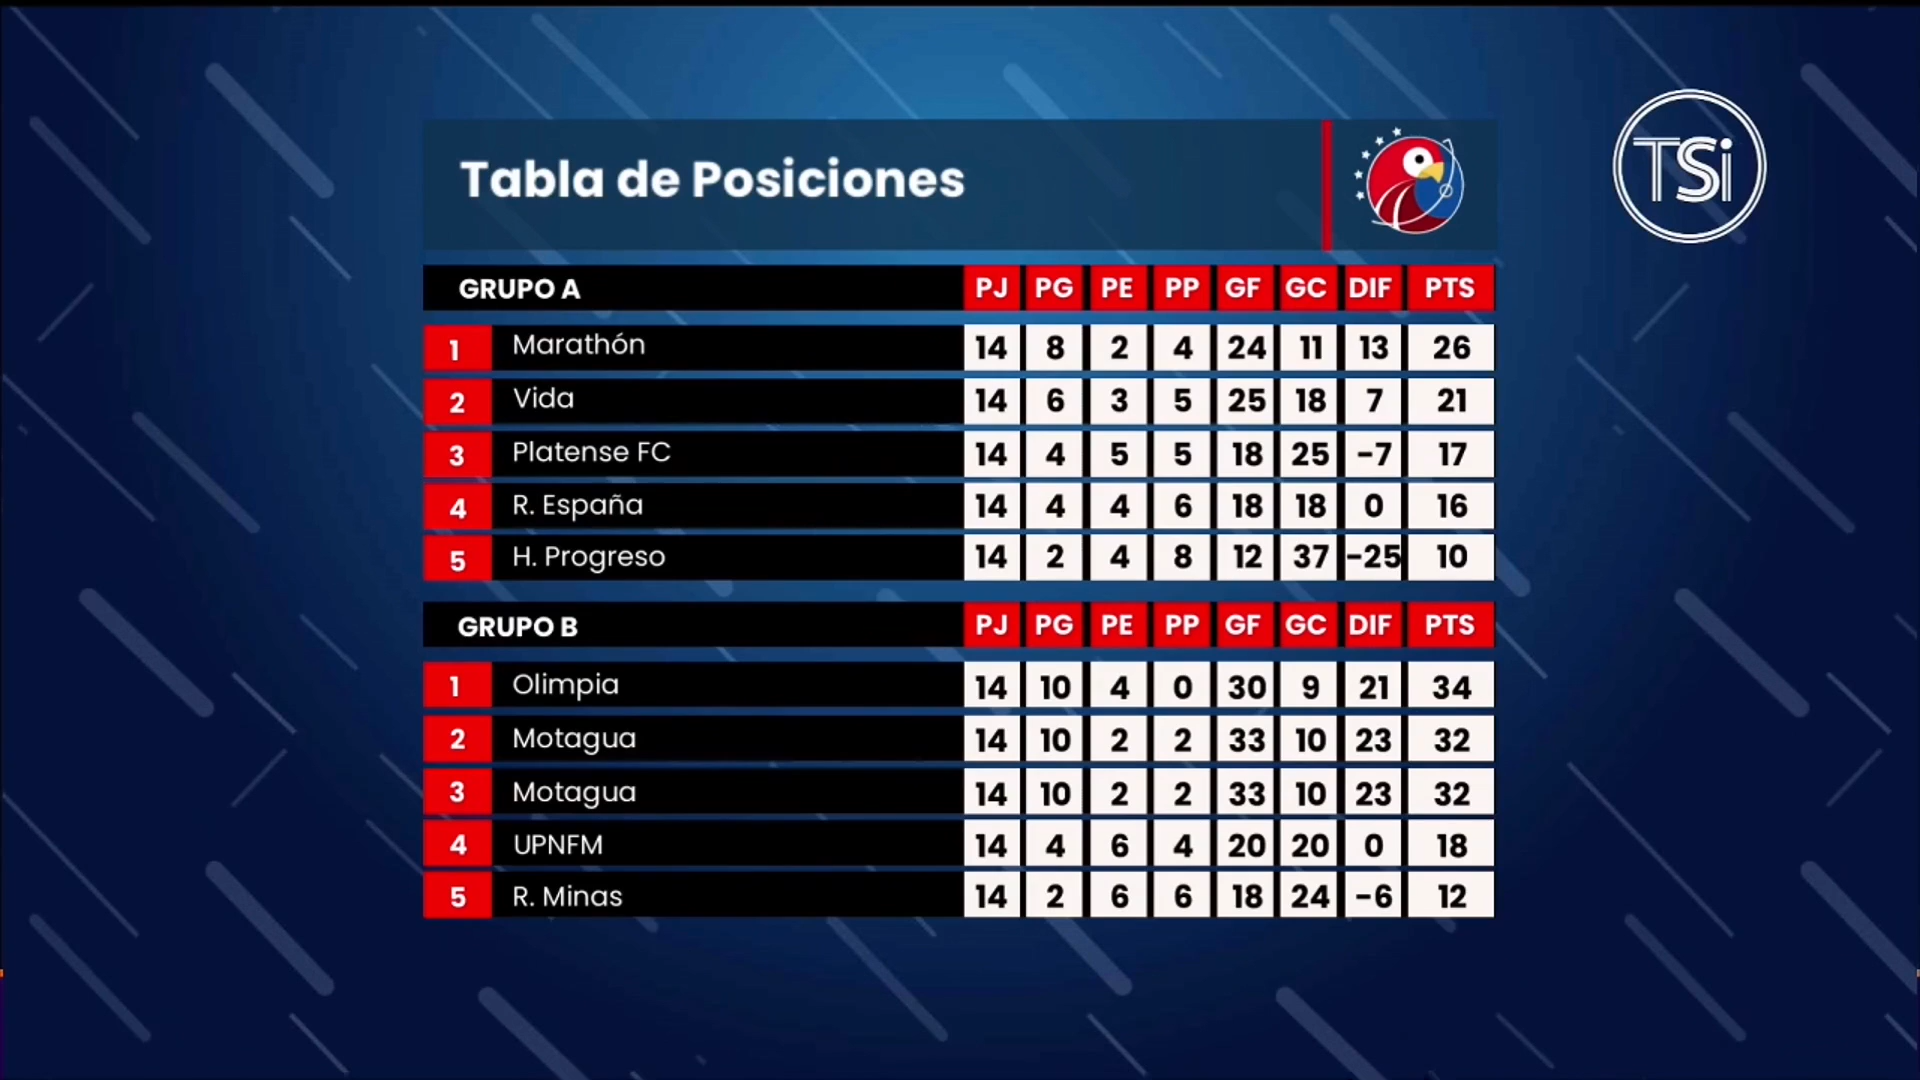 Tabla de Posiciones
TSi
GRUPO A PJ PG PE PP GF GC DIF PTS
1 Marathón 14 8 2 4 24 11 13 26
2 Vida 14 6 3 5 25 18 7 21
3 Platense FC 14 4 5 5 18 25 -7 17
4 R. España 14 4 4 6 18 18 0 16
5 H. Progreso 14 2 4 8 12 37 -25 10
GRUPO B PJ PG PE PP GF GC DIF PTS
1 Olimpia 14 10 4 0 30 9 21 34
2 Motagua 14 10 2 2 33 10 23 32
3 Motagua 14 10 2 2 33 10 23 32
4 UPNFM 14 4 6 4 20 20 0 18
5 R. Minas 14 2 6 6 18 24 -6 12